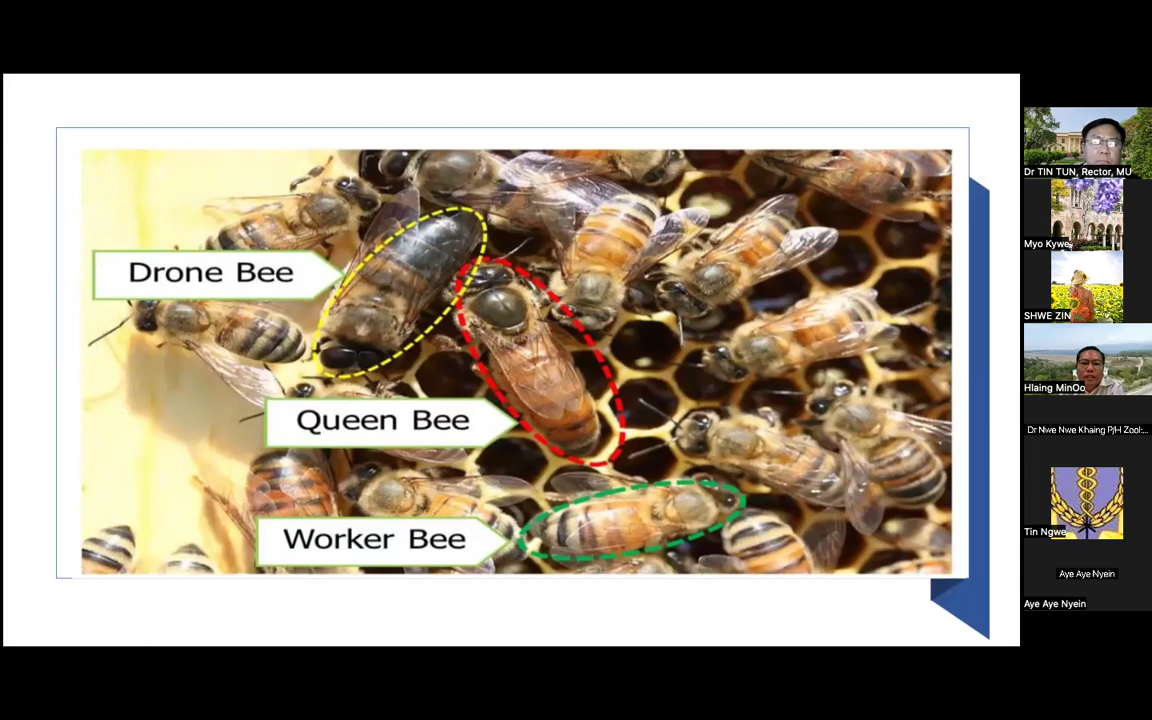 Drone Bee
Queen Bee
Worker Bee
Dr TIN TUN, Rector, MU
Myo Kywe
SHWE ZIN
Hlaing MinOo
Dr Nwe Nwe Khaing P/H Zool:...
Tin Ngwe
Aye Aye Nyein
Aye Aye Nyein